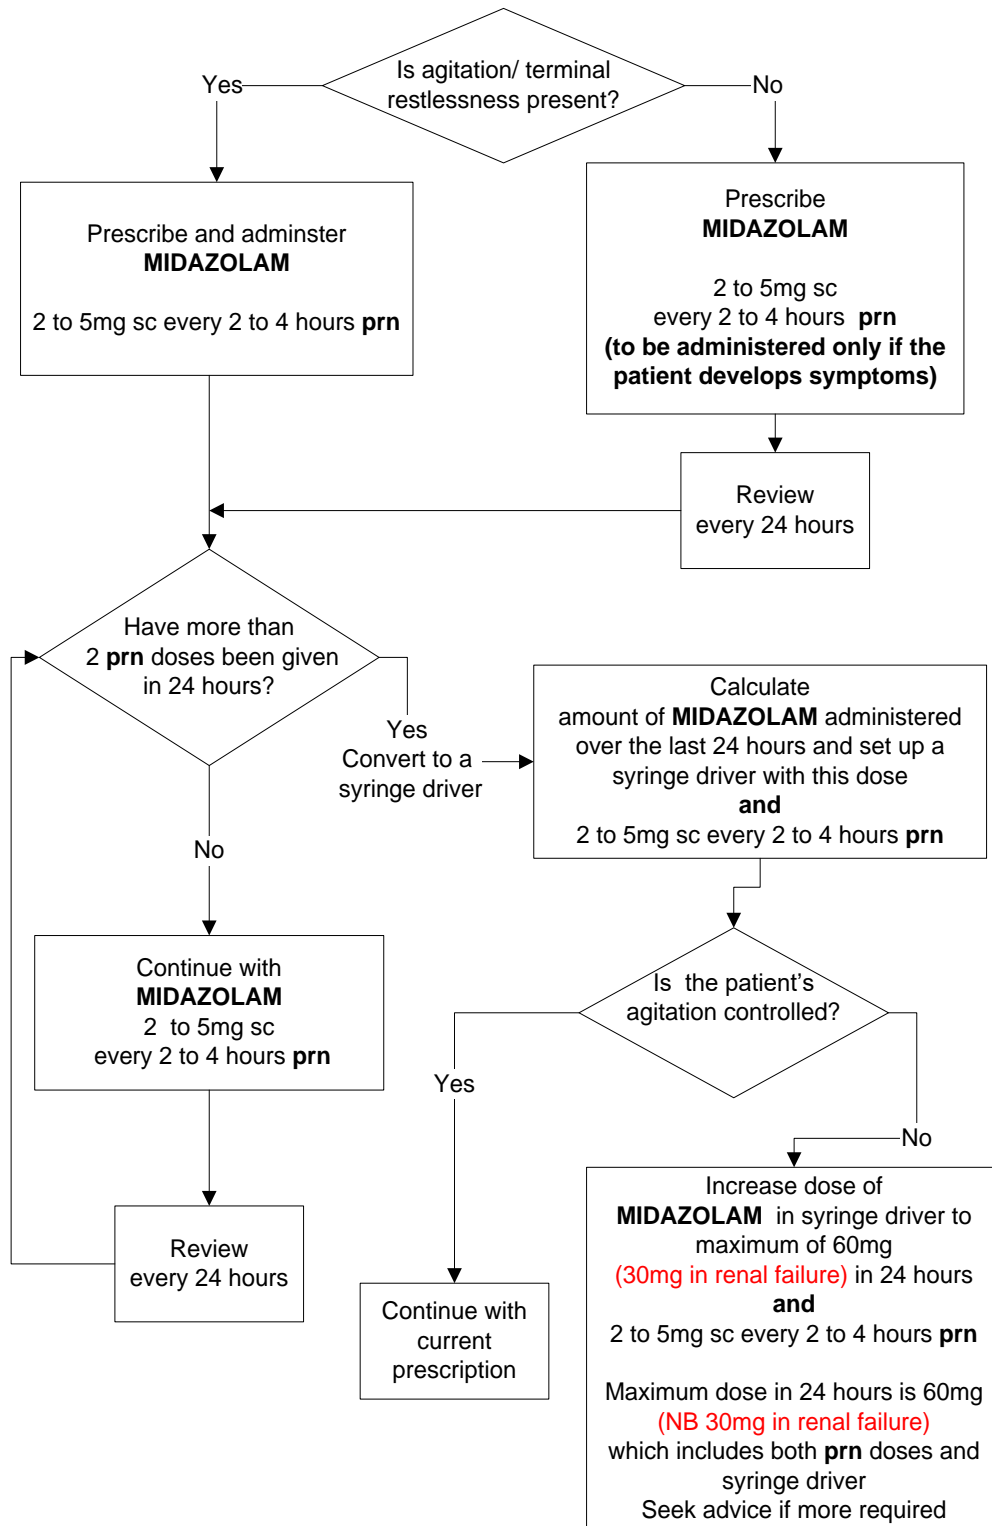 Is agitation/ terminal
restlessness present?
Yes
No
Prescribe and adminster
MIDAZOLAM
2 to 5mg sc every 2 to 4 hours prn
Prescribe
MIDAZOLAM
2 to 5mg sc
every 2 to 4 hours prn
(to be administered only if the
patient develops symptoms)
Review
every 24 hours
Have more than
2 prn doses been given
in 24 hours?
Yes
Convert to a
syringe driver
Calculate
amount of MIDAZOLAM administered
over the last 24 hours and set up a
syringe driver with this dose
and
2 to 5mg sc every 2 to 4 hours prn
No
Continue with
MIDAZOLAM
2 to 5mg sc
every 2 to 4 hours prn
Review
every 24 hours
Is the patient's
agitation controlled?
Yes
No
Continue with
current
prescription
Increase dose of
MIDAZOLAM in syringe driver to
maximum of 60mg
(30mg in renal failure) in 24 hours
and
2 to 5mg sc every 2 to 4 hours prn
Maximum dose in 24 hours is 60mg
(NB 30mg in renal failure)
which includes both prn doses and
syringe driver
Seek advice if more required